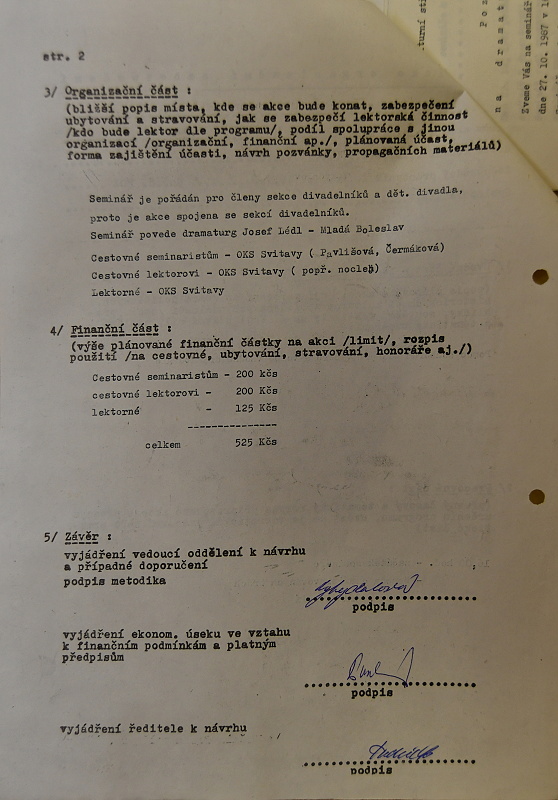 str. 2
3/ Organizační část :
(bližší popis místa, kde se akce bude konat, zabezpečení
ubytování a stravování, jak se zabezpečí lektorská činnost
/kdo bude lektor dle programu/, podíl spolupráce s jinou
organizací /organizační, finanční ap./, plánovaná účast,
forma zajištění účasti, návrh pozvánky, propagačních materiálů)
Seminář je pořádán pro členy sekce divadelníků a dět. divadla,
proto je akce spojena se sekcí divadelníků.
Seminář povede dramaturg Josef Lédl - Mladá Boleslav
Cestovné seminaristům - OKS Svitavy ( Pavlišová, Čermáková)
Cestovné lektorovi - OKS Svitavy ( popř. nocleh)
Lektorné - OKS Svitavy
4/ Finanční část :
(výše plánované finanční částky na akci /limit/, rozpis
použití /na cestovné, ubytování, stravování, honoráře aj./)
Cestovné seminaristům - 200 Kčs
cestovné lektorovi - 200 Kčs
lektorné - 125 Kčs
---------------
celkem 525 Kčs
5/ Závěr :
vyjádření vedoucí oddělení k návrhu
a případné doporučení
podpis metodika
podpis
vyjádření ekonom. úseku ve vztahu
k finančním podmínkám a platným
předpisům
podpis
vyjádření ředitele k návrhu
podpis
turní sti
Po s
na dramat
Zveme Vás na seminář
dne 27. 10. 1987 v